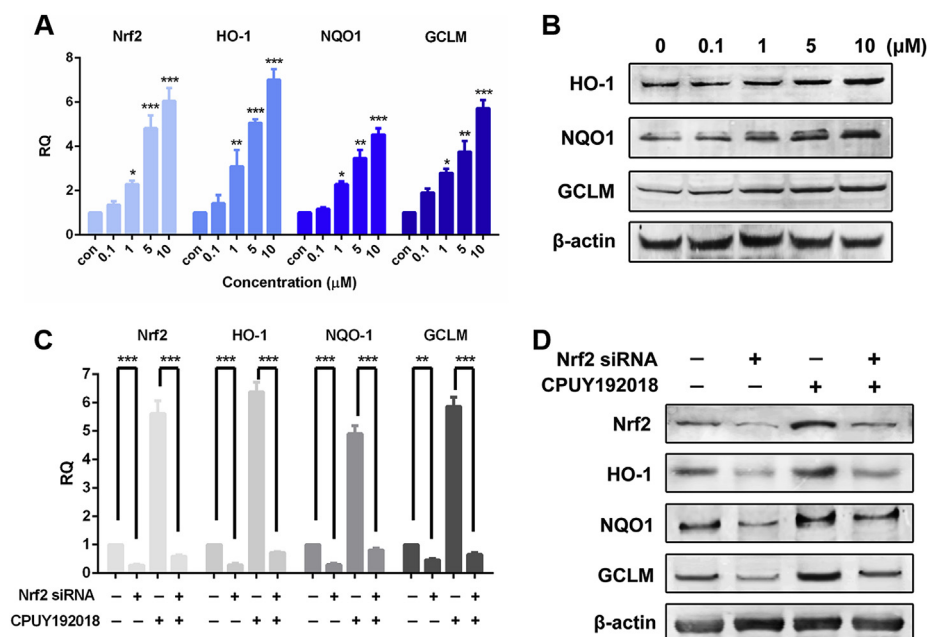 A
Nrf2 HO-1 NQO1 GCLM
8
6
4
2
0
RQ
* *** ***
** *** ***
* ** ***
* ** ***
con 0.1 1 5 10 con 0.1 1 5 10 con 0.1 1 5 10 con 0.1 1 5 10
Concentration (μM)
B
0 0.1 1 5 10 (μM)
HO-1
NQO1
GCLM
β-actin
C
Nrf2 HO-1 NQO-1 GCLM
*** *** *** *** *** *** ** ***
7
6
5
4
3
2
1
0
RQ
Nrf2 siRNA – + – + – + – + – + – + – + – +
CPUY192018 – – + + – – + + – – + + – – + +
D
Nrf2 siRNA – + – +
CPUY192018 – – + +
Nrf2
HO-1
NQO1
GCLM
β-actin